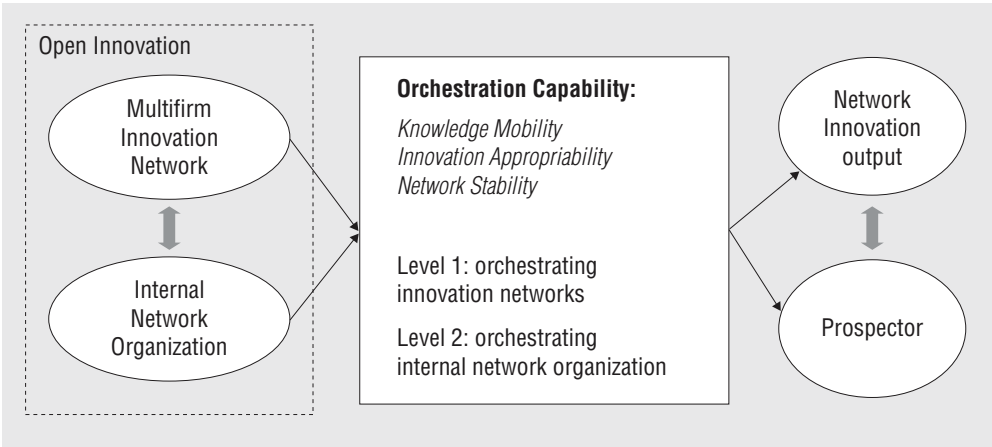 Open Innovation
Multifirm
Innovation
Network
Internal
Network
Organization
Orchestration Capability:
Knowledge Mobility
Innovation Appropriability
Network Stability
Level 1: orchestrating
innovation networks
Level 2: orchestrating
internal network organization
Network
Innovation
output
Prospector